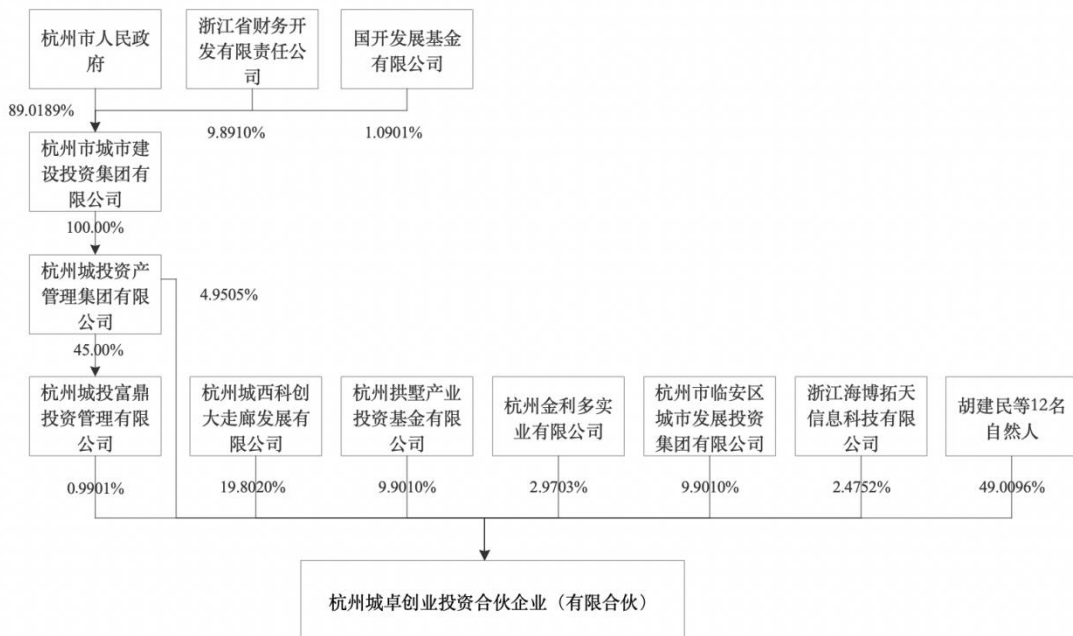 杭州市人民政
府
浙江省财务开
发有限责任公
司
国开发展基金
有限公司
89.0189%
9.8910%
1.0901%
杭州市城市建
设投资集团有
限公司
100.00%
杭州城投资产
管理集团有限
公司
4.9505%
45.00%
杭州城投富鼎
投资管理有限
公司
杭州城西科创
大走廊发展有
限公司
杭州拱墅产业
投资基金有限
公司
杭州金利多实
业有限公司
杭州市临安区
城市发展投资
集团有限公司
浙江海博拓天
信息科技有限
公司
胡建民等12名
自然人
0.9901%
19.8020%
9.9010%
2.9703%
9.9010%
2.4752%
49.0096%
杭州城卓创业投资合伙企业（有限合伙）